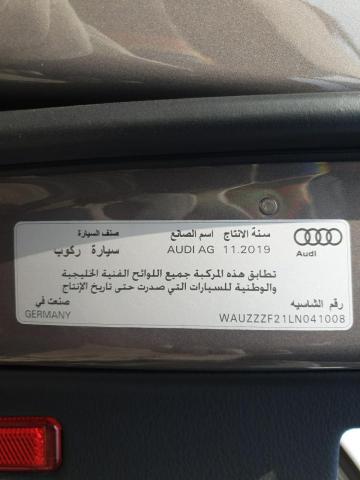 سنة الانتاج اسم الصانع صنف السيارة
11.2019 AUDI AG سيارة ركوب
Audi
تطابق هذه المركبة جميع اللوائح الفنية الخليجية
والوطنية للسيارات التي صدرت حتى تاريخ الإنتاج
رقم الشاسيه صنعت في
WAUZZZF21LN041008 GERMANY